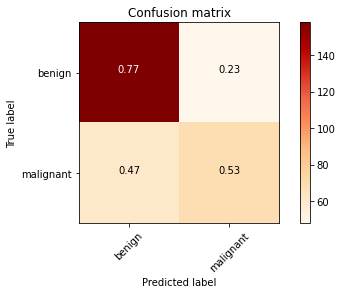 Confusion matrix
True label
benign
0.77
0.23
malignant
0.47
0.53
benign
malignant
Predicted label
140
120
100
80
60